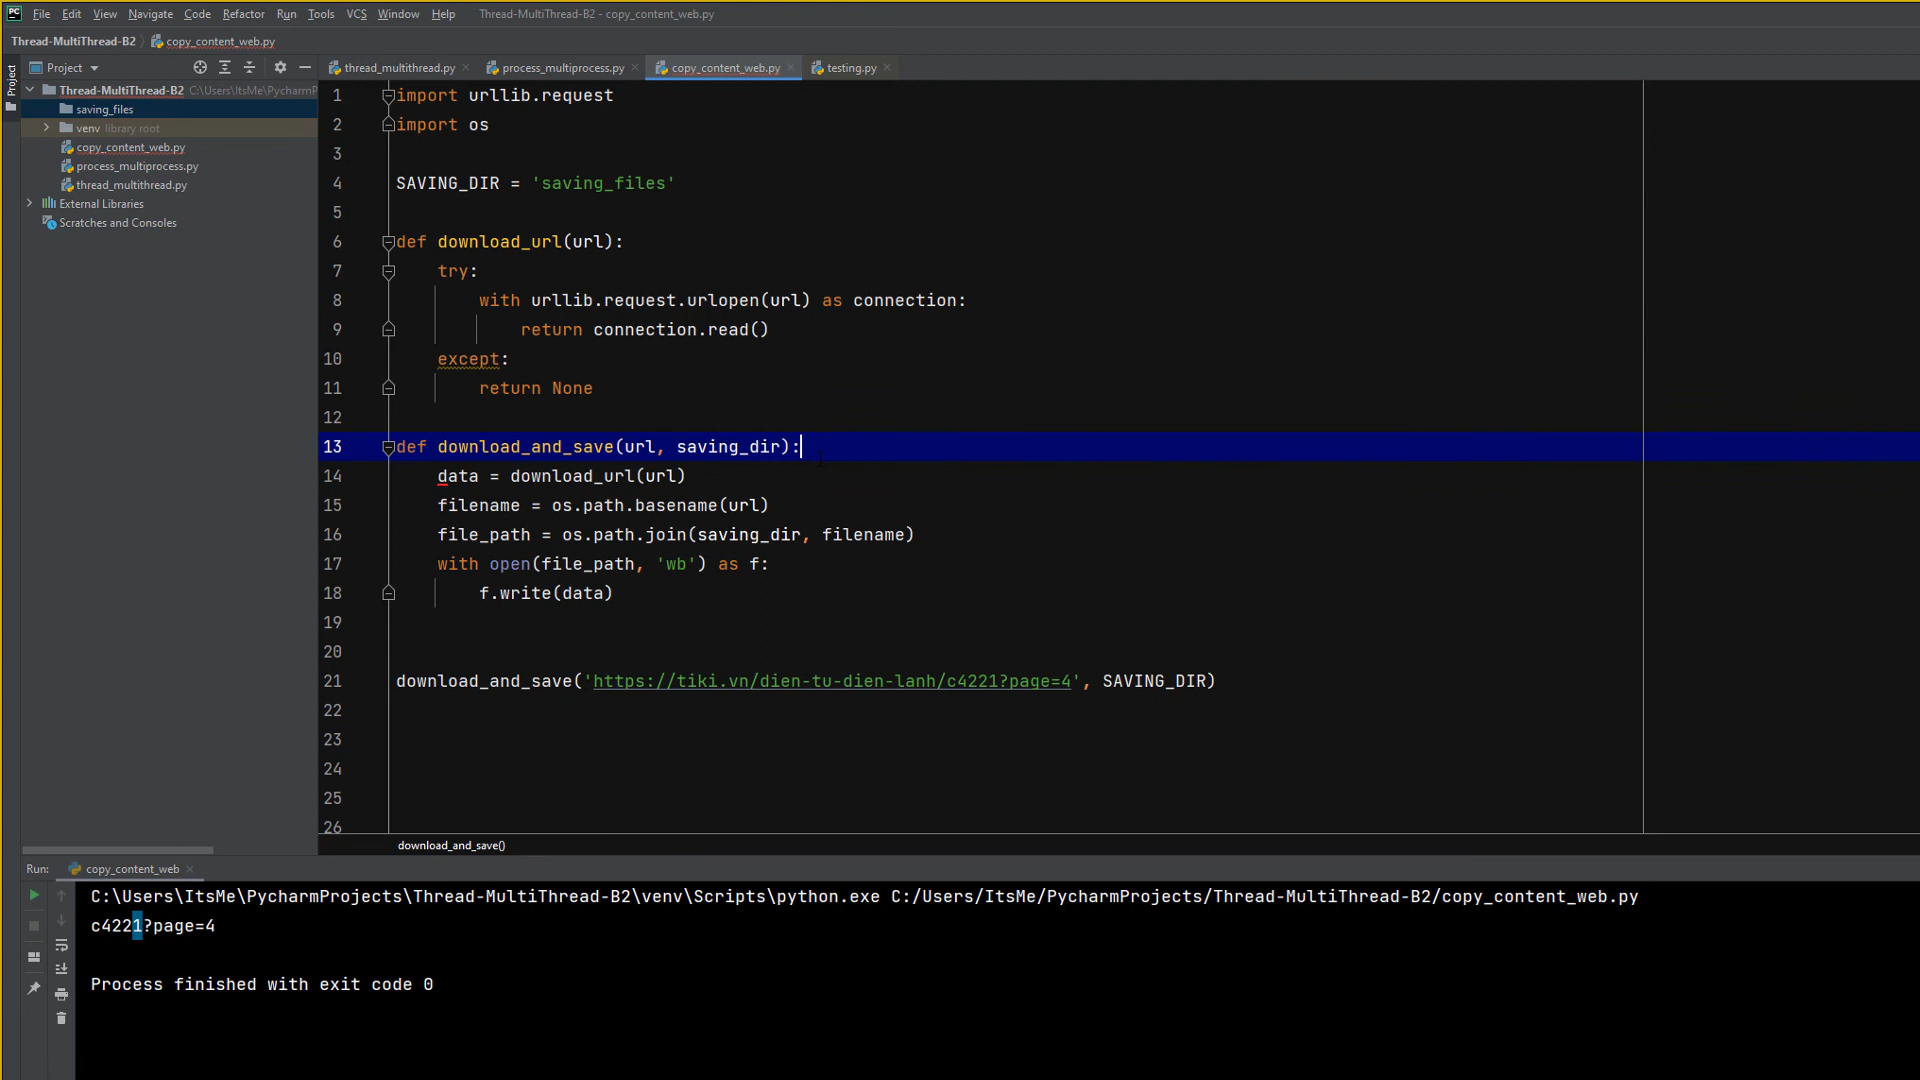 PC File Edit View Navigate Code Refactor Run Tools VCS Window Help Thread-MultiThread-B2 - copy_content_web.py
Thread-MultiThread-B2 copy_content_web.py
Project
Project
thread_multithread.py process_multiprocess.py copy_content_web.py testing.py
Thread-MultiThread-B2 C:\Users\ItsMe\PycharmP
saving_files
venv library root
copy_content_web.py
process_multiprocess.py
thread_multithread.py
External Libraries
Scratches and Consoles
1 import urllib.request
2 import os
3
4 SAVING_DIR = 'saving_files'
5
6 def download_url(url):
7 try:
8 with urllib.request.urlopen(url) as connection:
9 return connection.read()
10 except:
11 return None
12
13 def download_and_save(url, saving_dir):
14 data = download_url(url)
15 filename = os.path.basename(url)
16 file_path = os.path.join(saving_dir, filename)
17 with open(file_path, 'wb') as f:
18 f.write(data)
19
20
21 download_and_save('https://tiki.vn/dien-tu-dien-lanh/c4221?page=4', SAVING_DIR)
22
23
24
25
26
download_and_save()
Run: copy_content_web
C:\Users\ItsMe\PycharmProjects\Thread-MultiThread-B2\venv\Scripts\python.exe C:/Users/ItsMe/PycharmProjects/Thread-MultiThread-B2/copy_content_web.py
c4221?page=4
Process finished with exit code 0